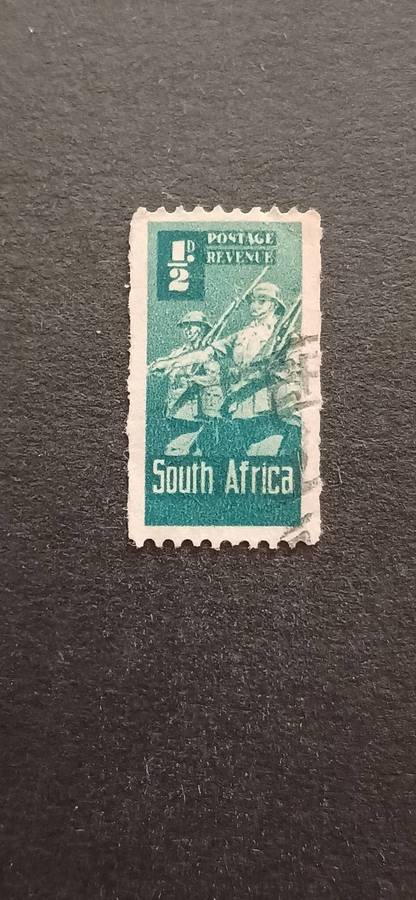 ½D.
POSTAGE
REVENUE
South Africa